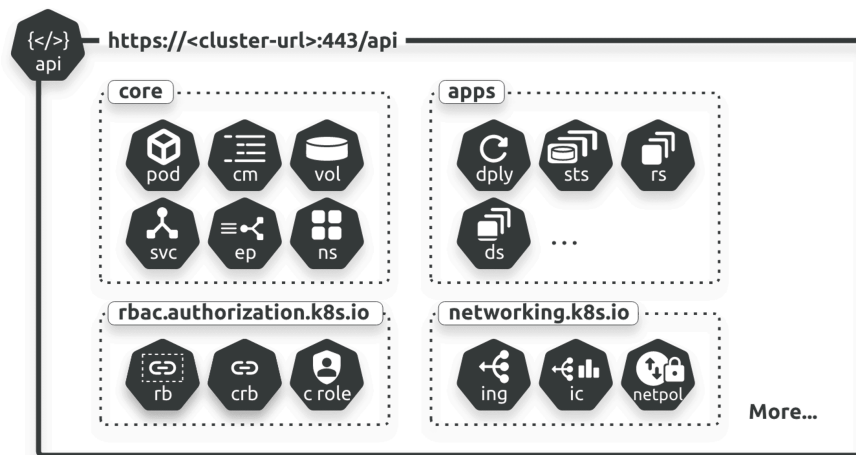 {</>}
api
https://<cluster-url>:443/api
core
pod
cm
vol
svc
ep
ns
apps
dply
sts
rs
ds
...
rbac.authorization.k8s.io
rb
crb
c role
networking.k8s.io
ing
ic
netpol
More...